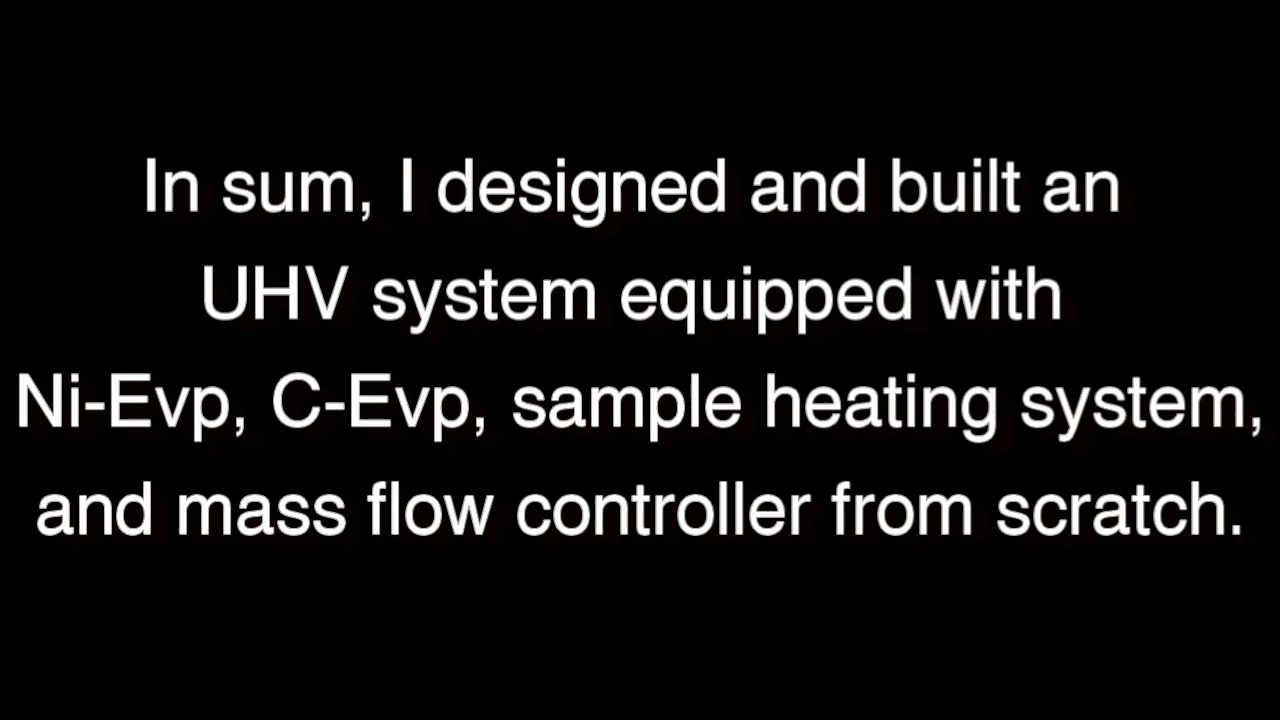 In sum, I designed and built an
UHV system equipped with
Ni-Evp, C-Evp, sample heating system,
and mass flow controller from scratch.